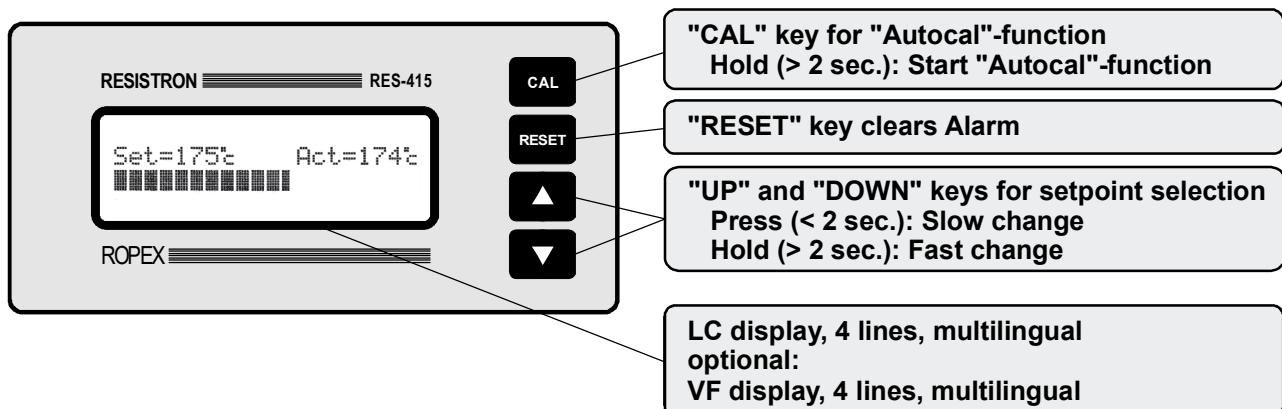 RESISTRON RES-415
Set=175°c Act=174°c
ROPEX
CAL
RESET
"CAL" key for "Autocal"-function
Hold (> 2 sec.): Start "Autocal"-function
"RESET" key clears Alarm
"UP" and "DOWN" keys for setpoint selection
Press (< 2 sec.): Slow change
Hold (> 2 sec.): Fast change
LC display, 4 lines, multilingual
optional:
VF display, 4 lines, multilingual